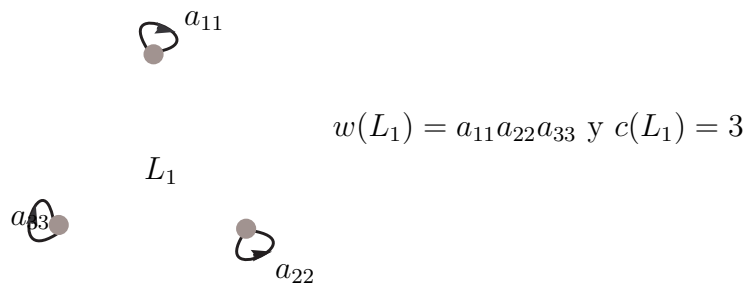 a₁₁
w(L₁) = a₁₁a₂₂a₃₃ y c(L₁) = 3
L₁
a₃₃
a₂₂